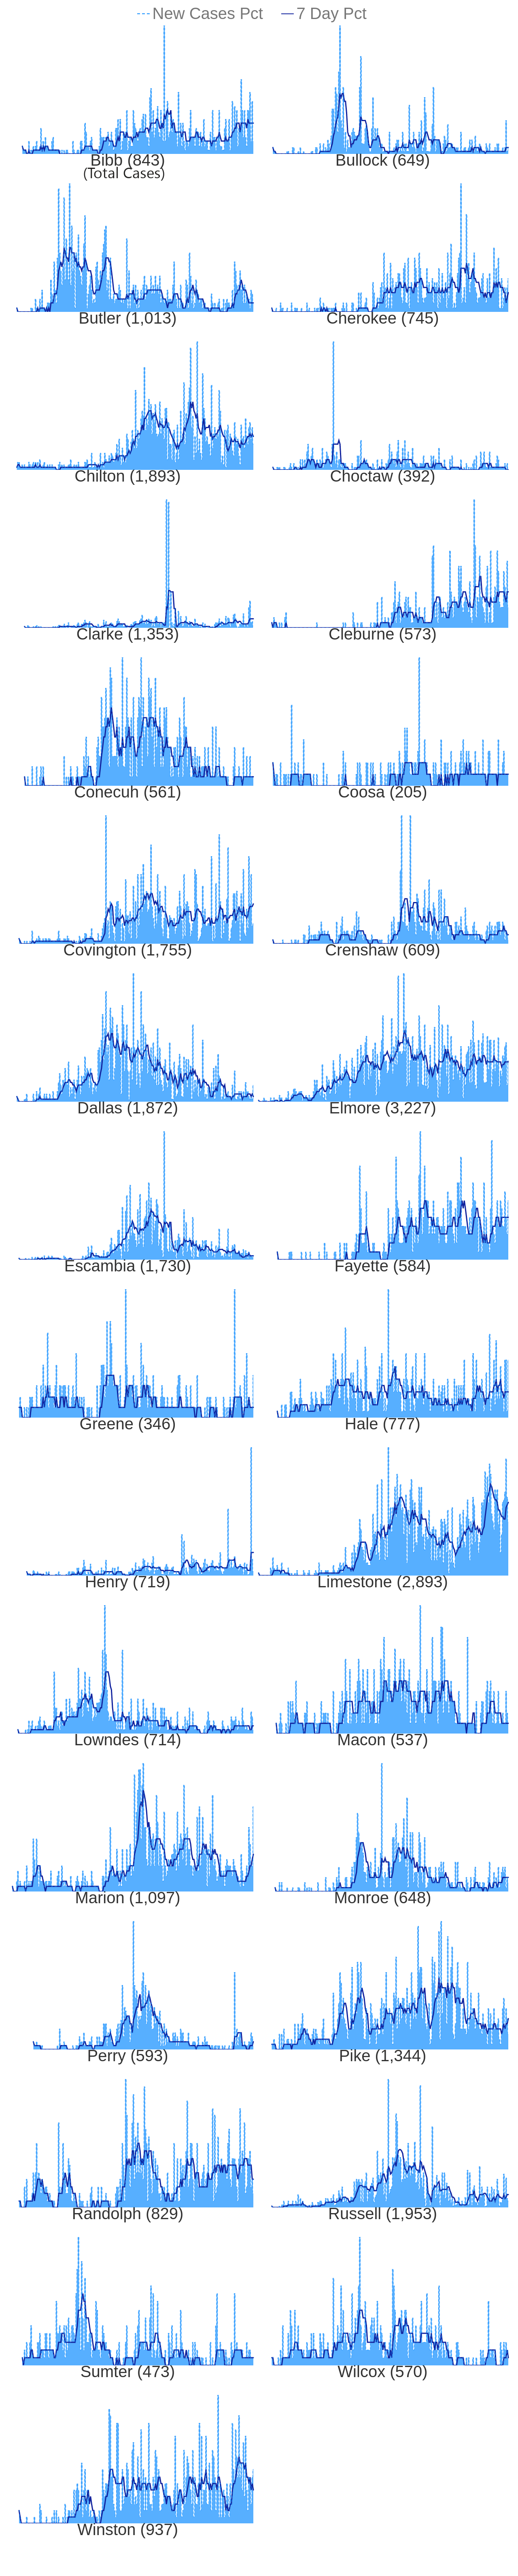 New Cases Pct 7 Day Pct
Bibb (843) Bullock (649)
(Total Cases)
Butler (1,013) Cherokee (745)
Chilton (1,893) Choctaw (392)
Clarke (1,353) Cleburne (573)
Conecuh (561) Coosa (205)
Covington (1,755) Crenshaw (609)
Dallas (1,872) Elmore (3,227)
Escambia (1,730) Fayette (584)
Greene (346) Hale (777)
Henry (719) Limestone (2,893)
Lowndes (714) Macon (537)
Marion (1,097) Monroe (648)
Perry (593) Pike (1,344)
Randolph (829) Russell (1,953)
Sumter (473) Wilcox (570)
Winston (937)